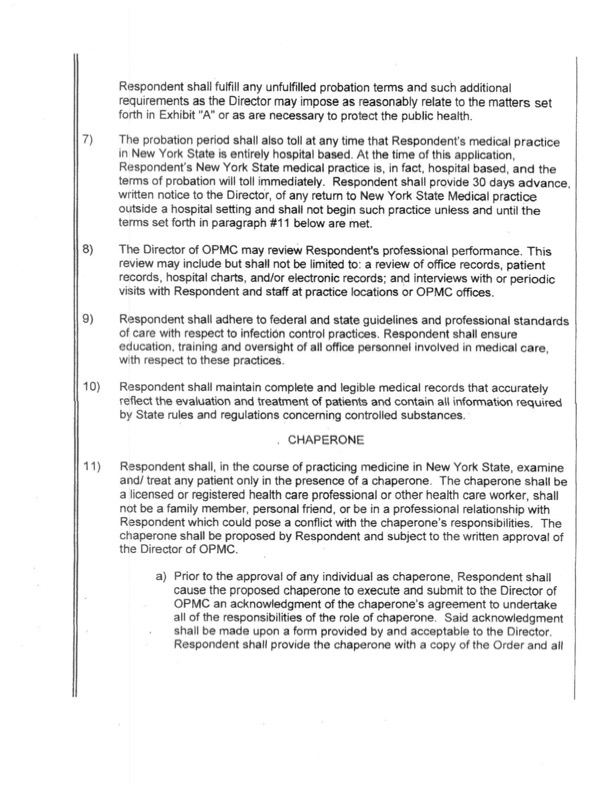 Respondent shall fulfill any unfulfilled probation terms and such additional
requirements as the Director may impose as reasonably relate to the matters set
forth in Exhibit "A" or as are necessary to protect the public health.
7) The probation period shall also toll at any time that Respondent's medical practice
in New York State is entirely hospital based. At the time of this application,
Respondent's New York State medical practice is, in fact, hospital based, and the
terms of probation will toll immediately. Respondent shall provide 30 days advance,
written notice to the Director, of any return to New York State Medical practice
outside a hospital setting and shall not begin such practice unless and until the
terms set forth in paragraph #11 below are met.
8) The Director of OPMC may review Respondent's professional performance. This
review may include but shall not be limited to: a review of office records, patient
records, hospital charts, and/or electronic records; and interviews with or periodic
visits with Respondent and staff at practice locations or OPMC offices.
9) Respondent shall adhere to federal and state guidelines and professional standards
of care with respect to infection control practices. Respondent shall ensure
education, training and oversight of all office personnel involved in medical care,
with respect to these practices.
10) Respondent shall maintain complete and legible medical records that accurately
reflect the evaluation and treatment of patients and contain all information required
by State rules and regulations concerning controlled substances.
CHAPERONE
11) Respondent shall, in the course of practicing medicine in New York State, examine
and/ treat any patient only in the presence of a chaperone. The chaperone shall be
a licensed or registered health care professional or other health care worker, shall
not be a family member, personal friend, or be in a professional relationship with
Respondent which could pose a conflict with the chaperone's responsibilities. The
chaperone shall be proposed by Respondent and subject to the written approval of
the Director of OPMC.
a) Prior to the approval of any individual as chaperone, Respondent shall
cause the proposed chaperone to execute and submit to the Director of
OPMC an acknowledgment of the chaperone's agreement to undertake
all of the responsibilities of the role of chaperone. Said acknowledgment
shall be made upon a form provided by and acceptable to the Director.
Respondent shall provide the chaperone with a copy of the Order and all